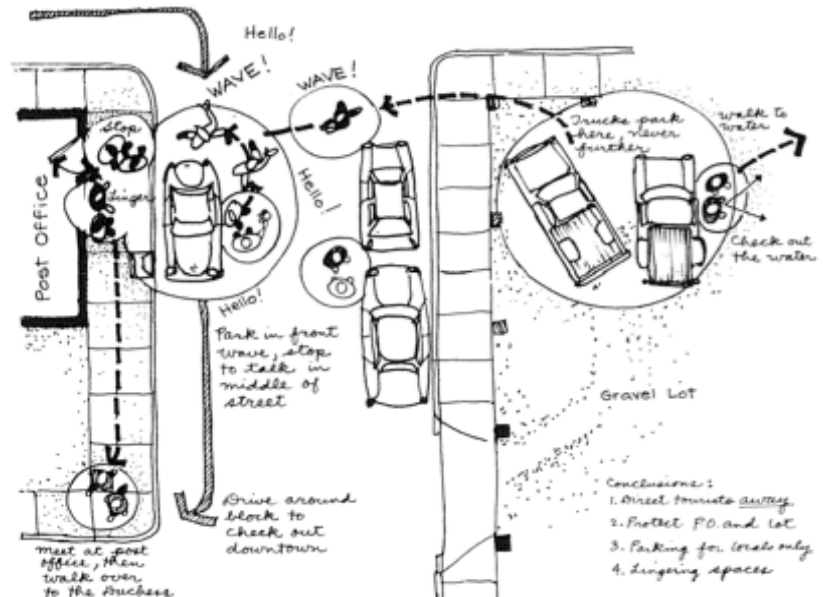 Hello!
WAVE!
WAVE!
Stop
Linger
Post Office
Hello!
Hello!
Trucks park
here, never
further
walk to
water
Check out
the water
Park in front
wave, stop
to talk in
middle of
street
Gravel Lot
Drive around
block to
check out
downtown
meet at post
office, then
walk over
to the Duchess
Conclusions:
1. Direct tourists away
2. Protect P.O. and lot
3. Parking for locals only
4. Lingering spaces